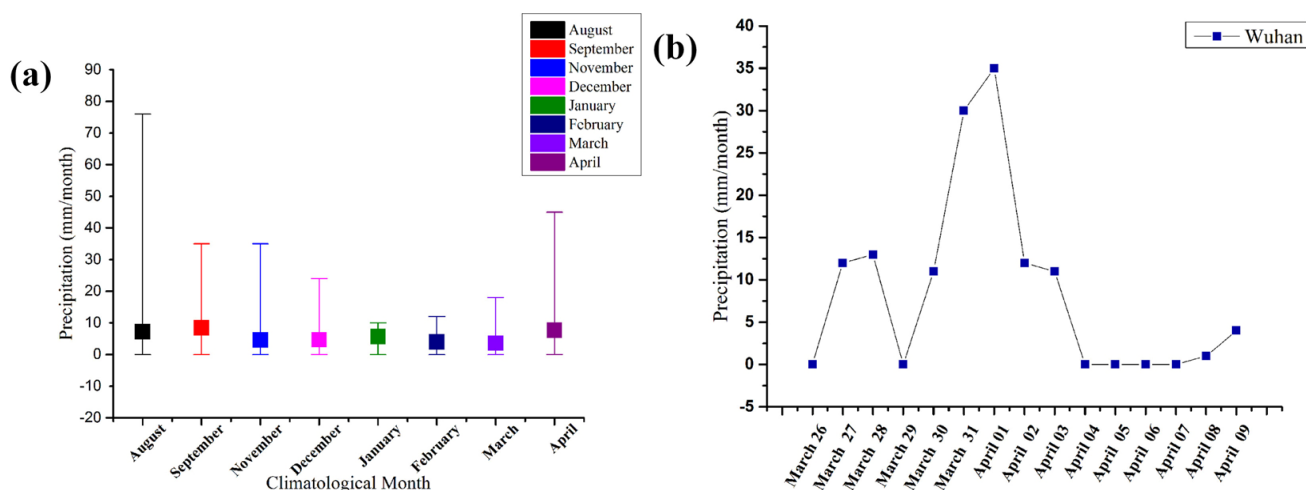 (a)
August
September
November
December
January
February
March
April
90
80
70
60
50
40
30
20
10
0
-10
-20
Precipitation (mm/month)
August
September
November
December
January
February
March
April
Climatological Month
(b)
Wuhan
40
35
30
25
20
15
10
5
0
-5
Precipitation (mm/month)
March 26
March 27
March 28
March 29
March 30
March 31
April 01
April 02
April 03
April 04
April 05
April 06
April 07
April 08
April 09